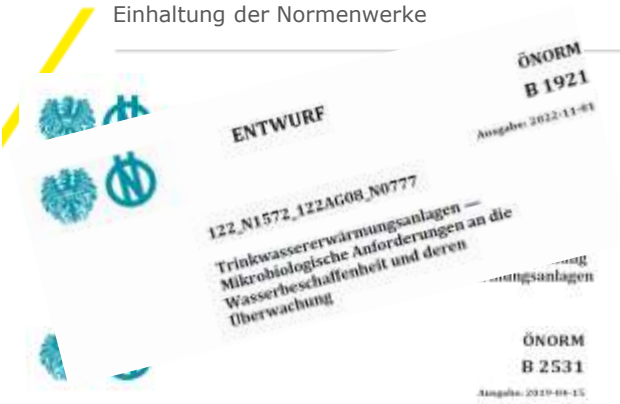 Einhaltung der Normenwerke
ÖNORM
B 1921
ENTWURF
Ausgabe: 2022-11-01
122_N1572_122AG08_N0777
Trinkwassererwärmungsanlagen —
Mikrobiologische Anforderungen an die
Wasserbeschaffenheit und deren
Überwachung
ÖNORM
B 2531
Ausgabe: 2019-04-15